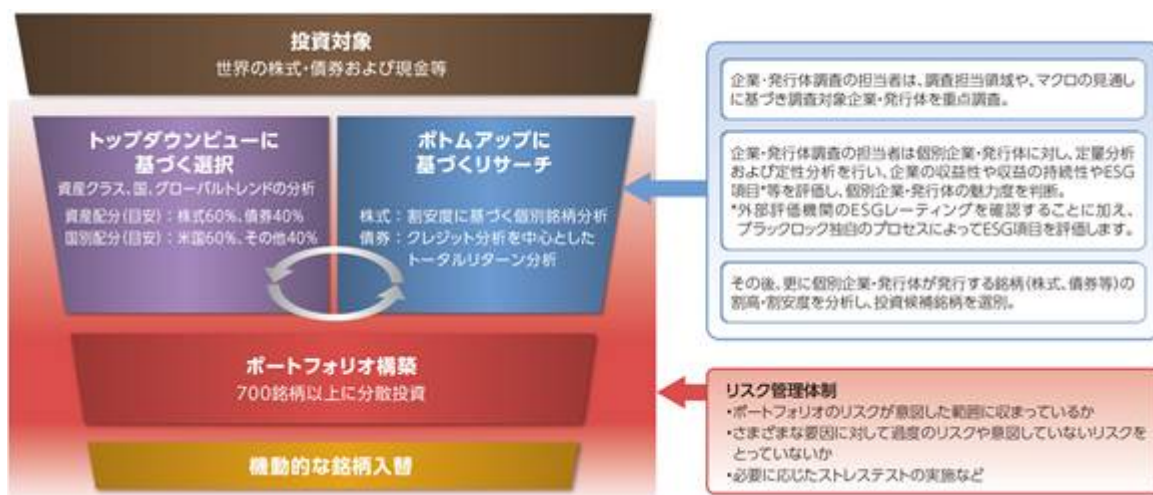 投資対象
世界の株式・債券および現金等
トップダウンビューに
基づく選択
資産クラス、国、グローバルトレンドの分析
資産配分(目安)：株式60%、債券40%
国別配分(目安)：米国60%、その他40%
ボトムアップに
基づくリサーチ
株式：割安度に基づく個別銘柄分析
債券：クレジット分析を中心とした
トータルリターン分析
ポートフォリオ構築
700銘柄以上に分散投資
機動的な銘柄入替
企業・発行体調査の担当者は、調査担当領域や、マクロの見通し
に基づき調査対象企業・発行体を重点調査。
企業・発行体調査の担当者は個別企業・発行体に対し、定量分析
および定性分析を行い、企業の収益性や収益の持続性やESG
項目*等を評価し、個別企業・発行体の魅力度を判断。
*外部評価機関のESGレーティングを確認することに加え、
ブラックロック独自のプロセスによってESG項目を評価します。
その後、更に個別企業・発行体が発行する銘柄(株式、債券等)の
割高・割安度を分析し、投資候補銘柄を選別。
リスク管理体制
・ポートフォリオのリスクが意図した範囲に収まっているか
・さまざまな要因に対して過度のリスクや意図していないリスクを
とっていないか
・必要に応じたストレステストの実施など